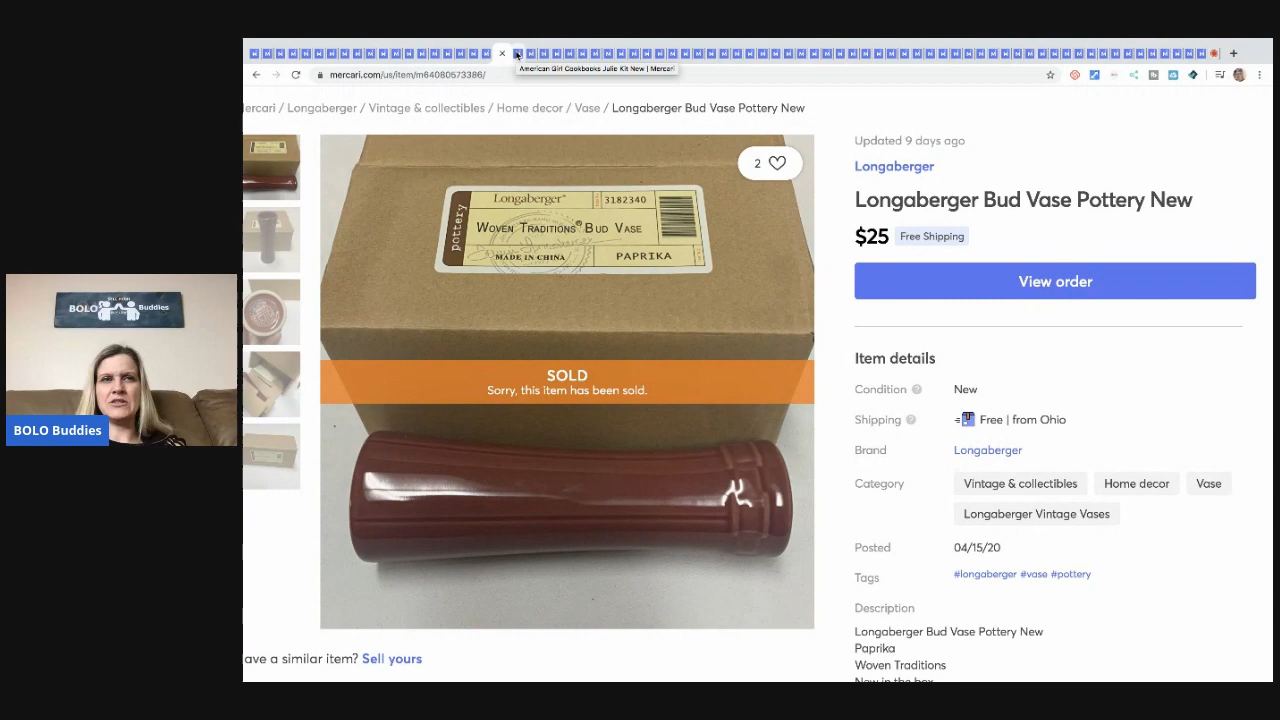 American Girl Cookbooks Julie Kit New | Mercari
mercari.com/us/item/m64080573386/
ercari / Longaberger / Vintage & collectibles / Home decor / Vase / Longaberger Bud Vase Pottery New
Updated 9 days ago
Longaberger
Longaberger Bud Vase Pottery New
$25 Free Shipping
View order
2
Longaberger
3182340
pottery
WOVEN TRADITIONS® BUD VASE
MADE IN CHINA
PAPRIKA
SOLD
Sorry, this item has been sold.
Item details
Condition New
Shipping Free | from Ohio
Brand Longaberger
Category Vintage & collectibles Home decor Vase
Longaberger Vintage Vases
Posted 04/15/20
Tags #longaberger #vase #pottery
Description
Longaberger Bud Vase Pottery New
Paprika
Woven Traditions
New in the box
ave a similar item? Sell yours
BOLO Buddies
BOLO Buddies